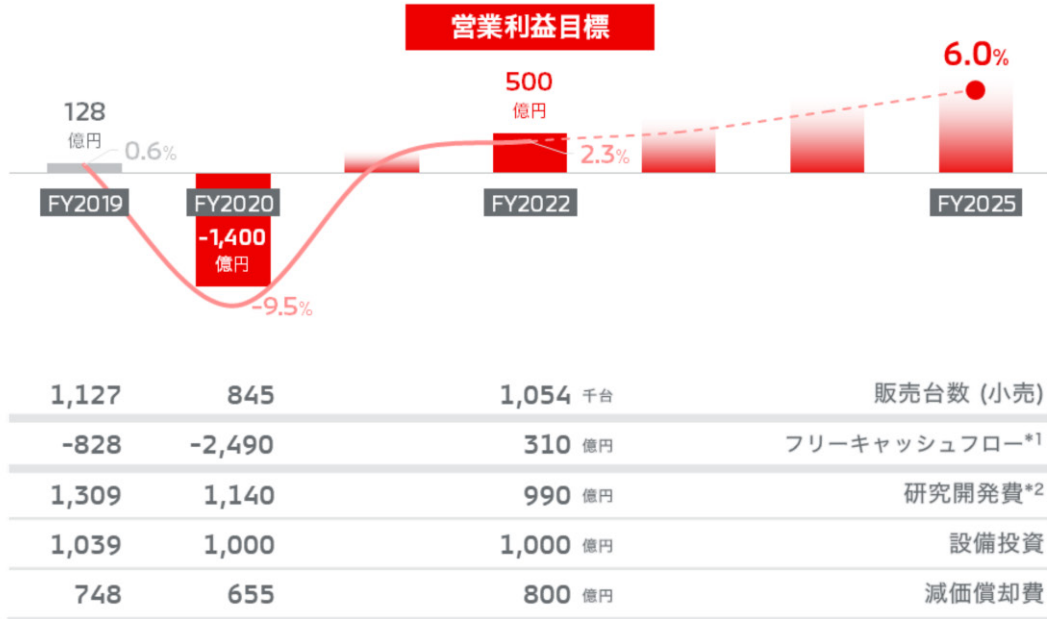 営業利益目標
6.0%
500
億円
128
億円
0.6%
2.3%
FY2019
FY2020
FY2022
FY2025
-1,400
億円
-9.5%
1,127 845 1,054 千台 販売台数 (小売)
-828 -2,490 310 億円 フリーキャッシュフロー*1
1,309 1,140 990 億円 研究開発費*2
1,039 1,000 1,000 億円 設備投資
748 655 800 億円 減価償却費